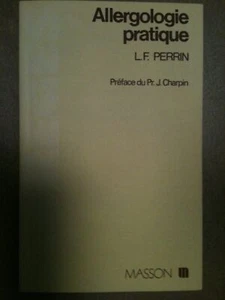 Allergologie
pratique
L.F. PERRIN
Préface du Pr. J. Charpin
MASSON